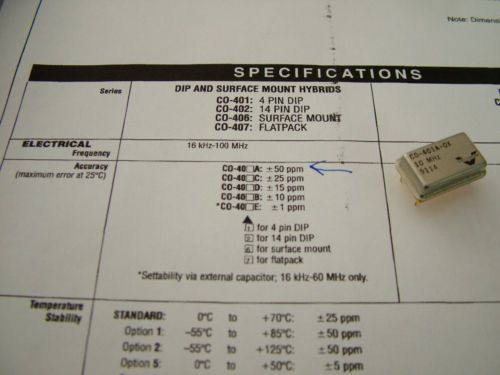 Note: Dimens
SPECIFICATIONS
Series DIP AND SURFACE MOUNT HYBRIDS
CO-401: 4 PIN DIP
CO-402: 14 PIN DIP
CO-406: SURFACE MOUNT
CO-407: FLATPACK
ELECTRICAL
Frequency 16 kHz-100 MHz
Accuracy
(maximum error at 25°C)
CO-40□A: ±50 ppm
CO-40□C: ±25 ppm
CO-40□D: ±15 ppm
CO-40□B: ±10 ppm
*CO-40□E: ±1 ppm
1 for 4 pin DIP
2 for 14 pin DIP
6 for surface mount
7 for flatpack
*Settability via external capacitor; 16 kHz-60 MHz only.
Temperature
Stability
STANDARD: 0°C to +70°C: ±25 ppm
Option 1: −55°C to +85°C: ±50 ppm
Option 2: −55°C to +125°C: ±50 ppm
Option 5: 0°C to +50°C: ±5 ppm
10 MHz
9114